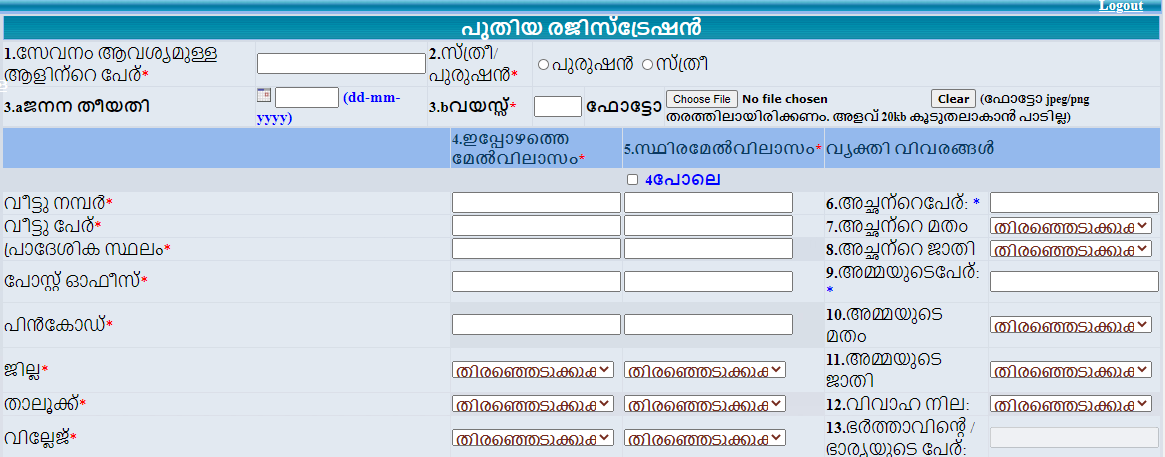 Logout
പുതിയ രജിസ്ട്രേഷൻ
1.സേവനം ആവശ്യമുള്ള
ആളിന്റെ പേര്*
2.സ്ത്രീ/
പുരുഷൻ*
പുരുഷൻ സ്ത്രീ
3.aജനന തീയതി
(dd-mm-
yyyy)
3.bവയസ്സ്*
ഫോട്ടോ
Choose File No file chosen
Clear (ഫോട്ടോ jpeg/png
തരത്തിലായിരിക്കണം. അളവ് 20kb കൂടുതലാകാൻ പാടില്ല)
4.ഇപ്പോഴത്തെ
മേൽവിലാസം*
5.സ്ഥിരമേൽവിലാസം*
വ്യക്തി വിവരങ്ങൾ
4പോലെ
വീട്ടു നമ്പർ*
6.അച്ഛന്റെപേര്: *
വീട്ടു പേര്*
7.അച്ഛന്റെ മതം
തിരഞ്ഞെടുക്കുക
പ്രാദേശിക സ്ഥലം*
8.അച്ഛന്റെ ജാതി
തിരഞ്ഞെടുക്കുക
പോസ്റ്റ് ഓഫീസ്*
9.അമ്മയുടെപേര്:
*
പിൻകോഡ്*
10.അമ്മയുടെ
മതം
തിരഞ്ഞെടുക്കുക
ജില്ല*
തിരഞ്ഞെടുക്കുക തിരഞ്ഞെടുക്കുക
11.അമ്മയുടെ
ജാതി
തിരഞ്ഞെടുക്കുക
താലൂക്ക്*
തിരഞ്ഞെടുക്കുക തിരഞ്ഞെടുക്കുക
12.വിവാഹ നില:
തിരഞ്ഞെടുക്കുക
വില്ലേജ്*
തിരഞ്ഞെടുക്കുക തിരഞ്ഞെടുക്കുക
13.ഭർത്താവിന്റെ /
ഭാര്യയുടെ പേര്: